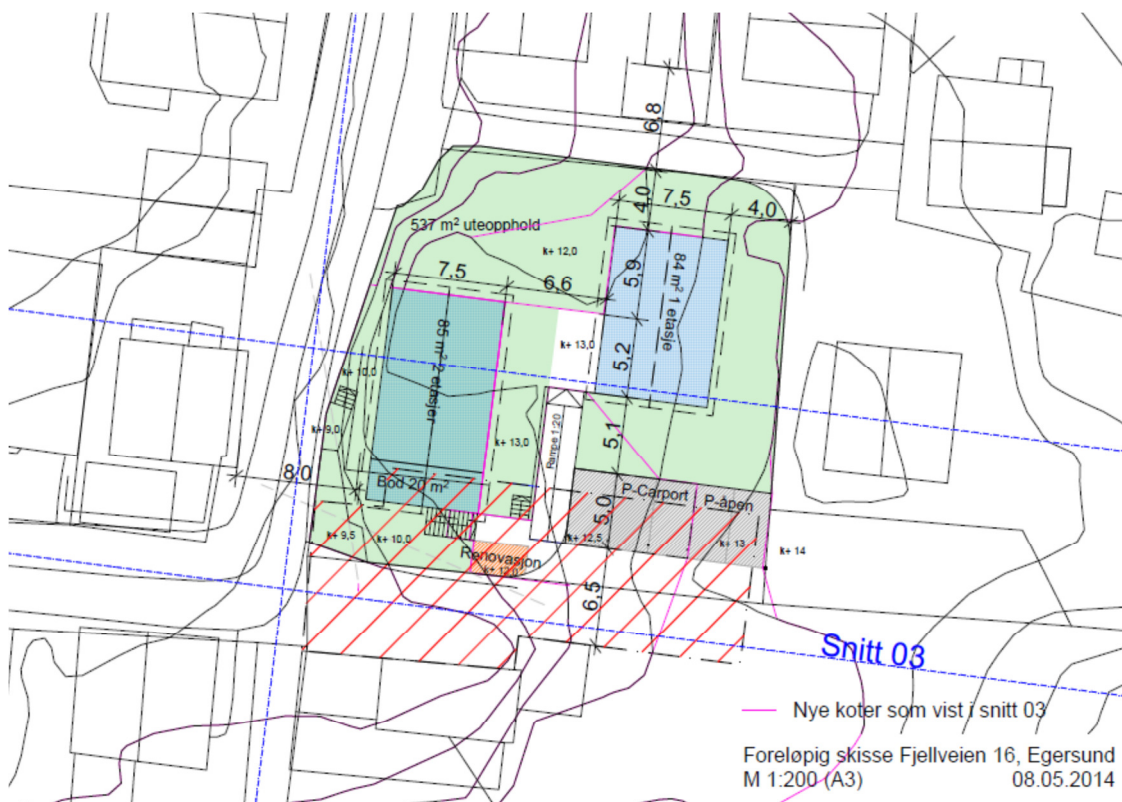 6,8
4,0
7,5
4,0
537 m² uteopphold
k+ 12,0
7,5
6,6
5,9
84 m² 1 etasje
85 m² 2 etasjer
k+ 13,0
5,2
k+ 10,0
k+ 9,0
k+ 13,0
Rampe 1:20
5,1
8,0
Bod 20 m²
P-Carport
P-åpen
5,0
k+ 9,5
k+ 10,0
k+ 12,5
k+ 13
k+ 14
Renovasjon
k+ 12,0
6,5
Snitt 03
Nye koter som vist i snitt 03
Foreløpig skisse Fjellveien 16, Egersund
M 1:200 (A3) 08.05.2014